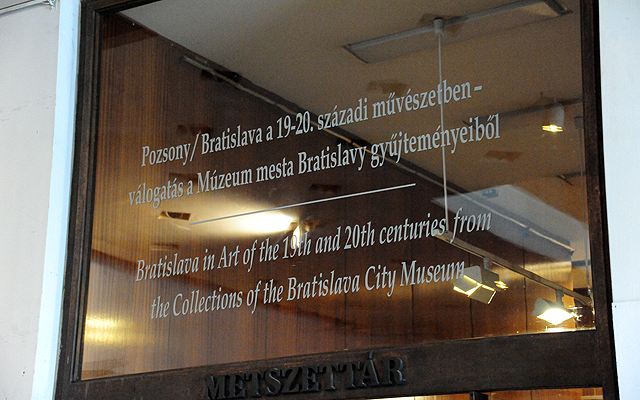 Pozsony/Bratislava a 19-20. századi művészetben –
válogatás a Múzeum mesta Bratislavy gyűjteményeiből
Bratislava in Art of the 19th and 20th centuries from
the Collections of the Bratislava City Museum
METSZETTÁR